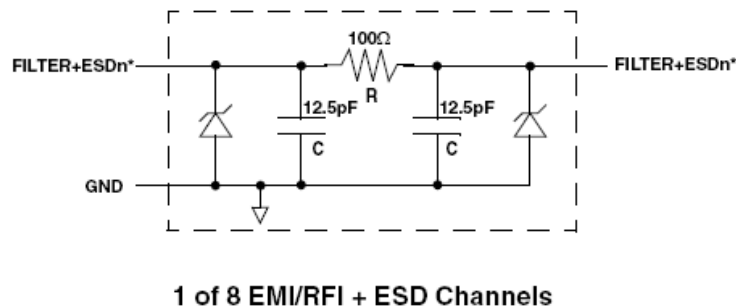 100Ω
FILTER+ESDn*
FILTER+ESDn*
R
12.5pF
12.5pF
C
C
GND
1 of 8 EMI/RFI + ESD Channels